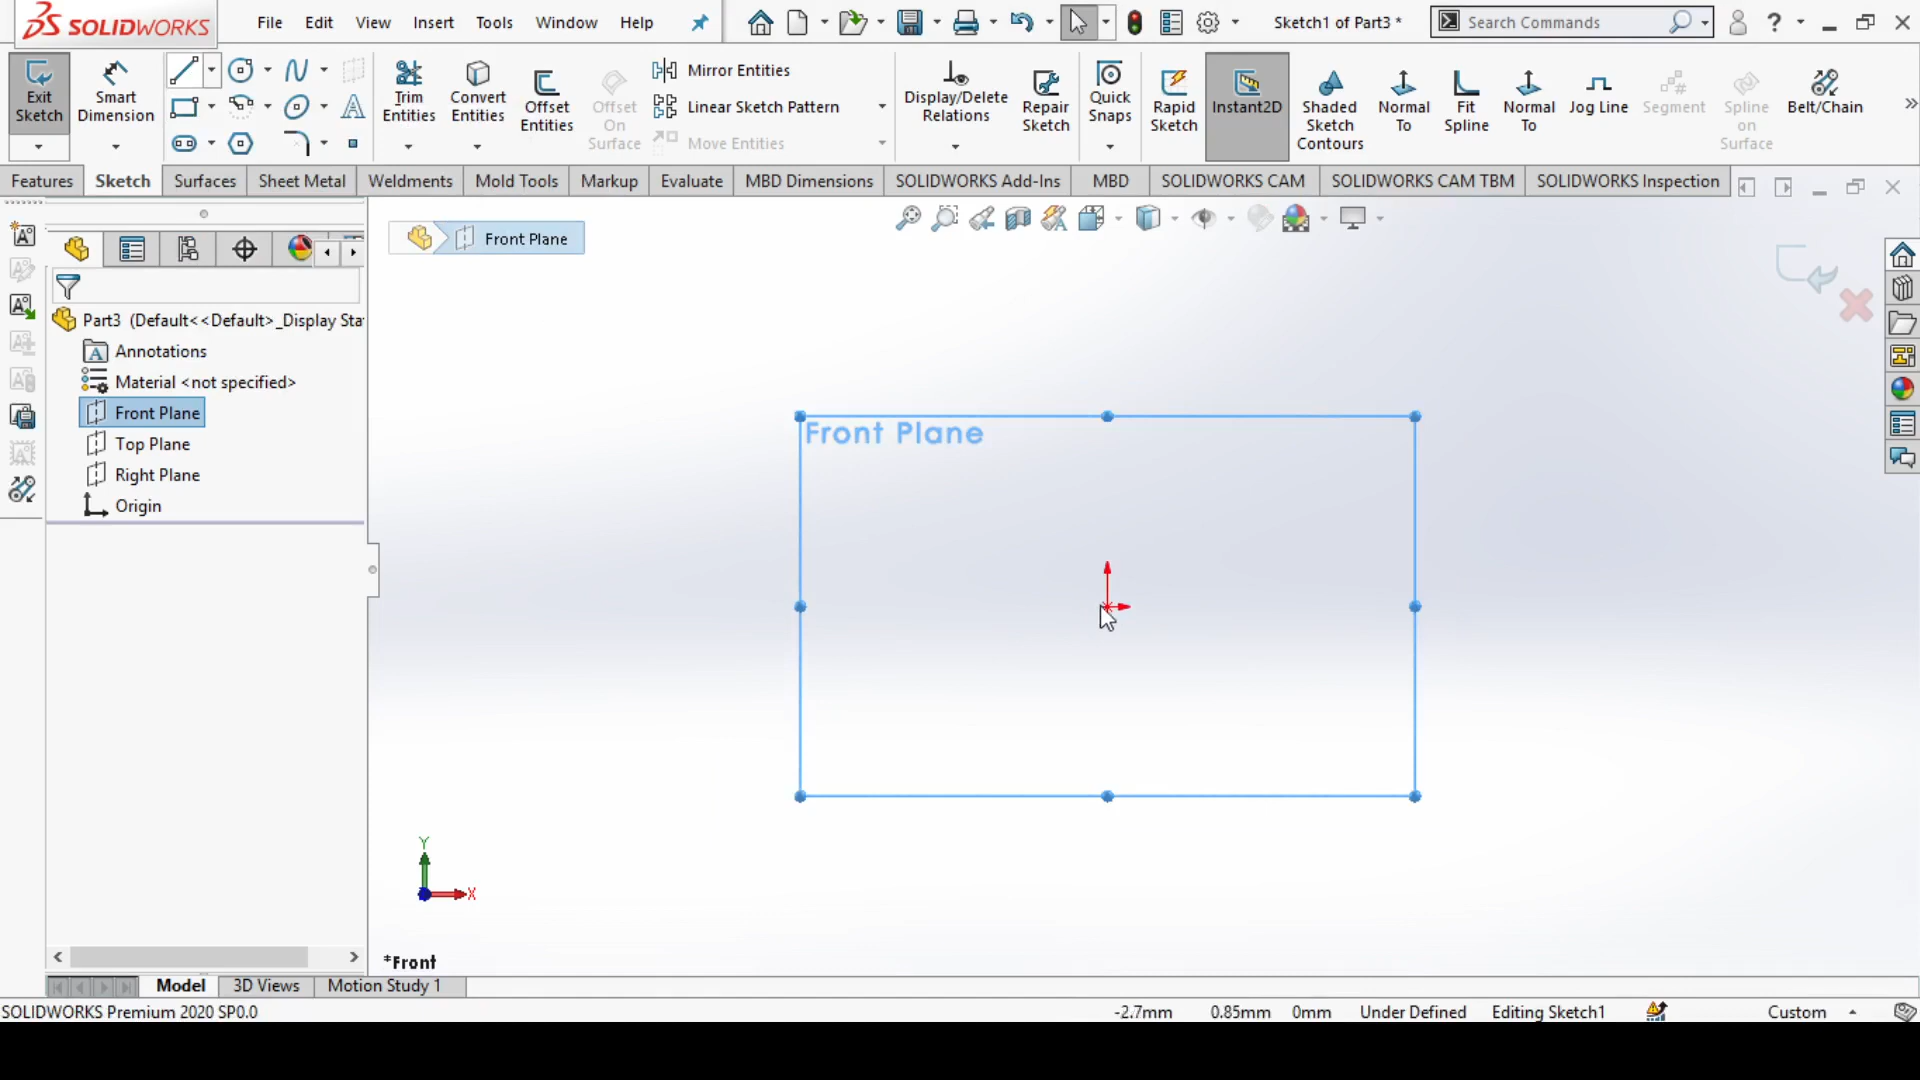 SOLIDWORKS File Edit View Insert Tools Window Help Sketch1 of Part3 * Search Commands ?
Exit Sketch
Smart Dimension
Trim Entities
Convert Entities
Offset Entities
Offset On Surface
Mirror Entities
Linear Sketch Pattern
Move Entities
Display/Delete Relations
Repair Sketch
Quick Snaps
Rapid Sketch
Instant2D
Shaded Sketch Contours
Normal To
Fit Spline
Normal To
Jog Line
Segment
Spline on Surface
Belt/Chain
Features Sketch Surfaces Sheet Metal Weldments Mold Tools Markup Evaluate MBD Dimensions SOLIDWORKS Add-Ins MBD SOLIDWORKS CAM SOLIDWORKS CAM TBM SOLIDWORKS Inspection
Front Plane
Part3 (Default<<Default>_Display Sta
Annotations
Material <not specified>
Front Plane
Top Plane
Right Plane
Origin
Front Plane
Y
X
*Front
Model 3D Views Motion Study 1
SOLIDWORKS Premium 2020 SP0.0 -2.7mm 0.85mm 0mm Under Defined Editing Sketch1 Custom